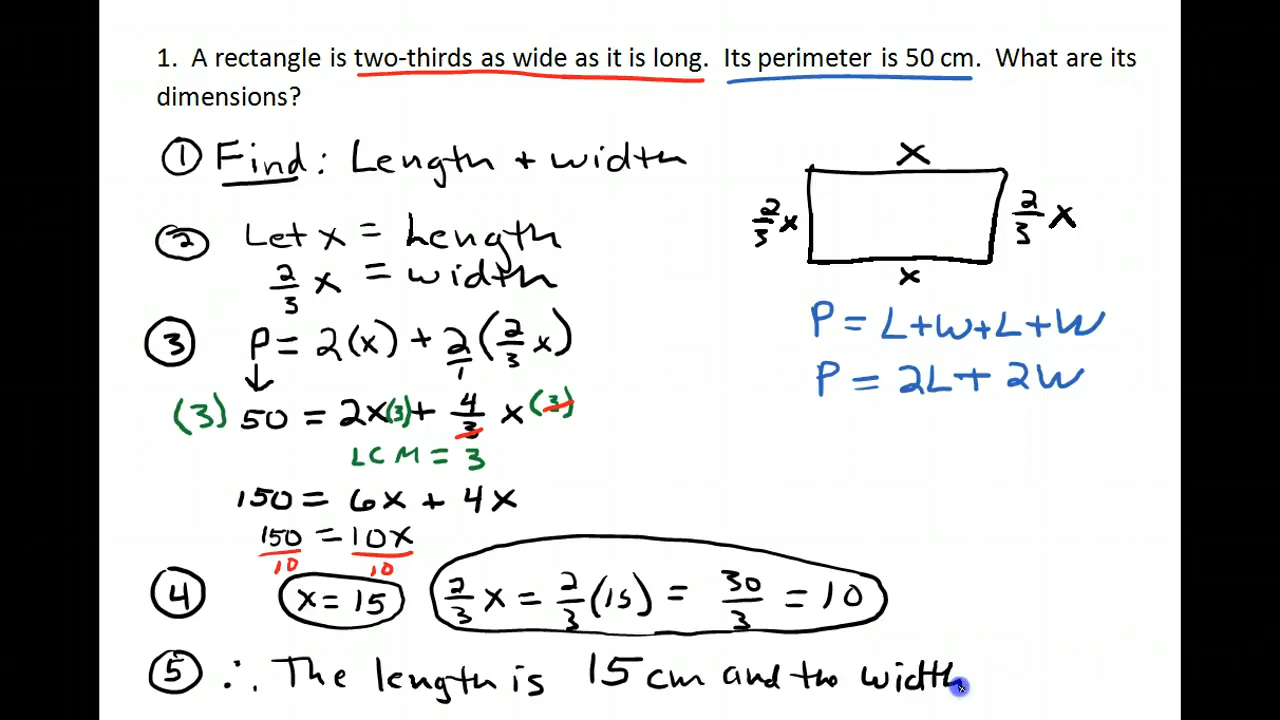 1. A rectangle is two-thirds as wide as it is long. Its perimeter is 50 cm. What are its
dimensions?
① Find: Length + width
x
2/3 x
2/3 x
x
② Let x = Length
2/3 x = width
③ P = 2(x) + 2/1 (2/3 x)
P = L+W+L+W
P = 2L + 2W
(3) 50 = 2x(3) + 4/3 x (3)
LCM = 3
150 = 6x + 4x
150/10 = 10x/10
④ x = 15 2/3 x = 2/3 (15) = 30/3 = 10
⑤ ∴ The length is 15 cm and the width